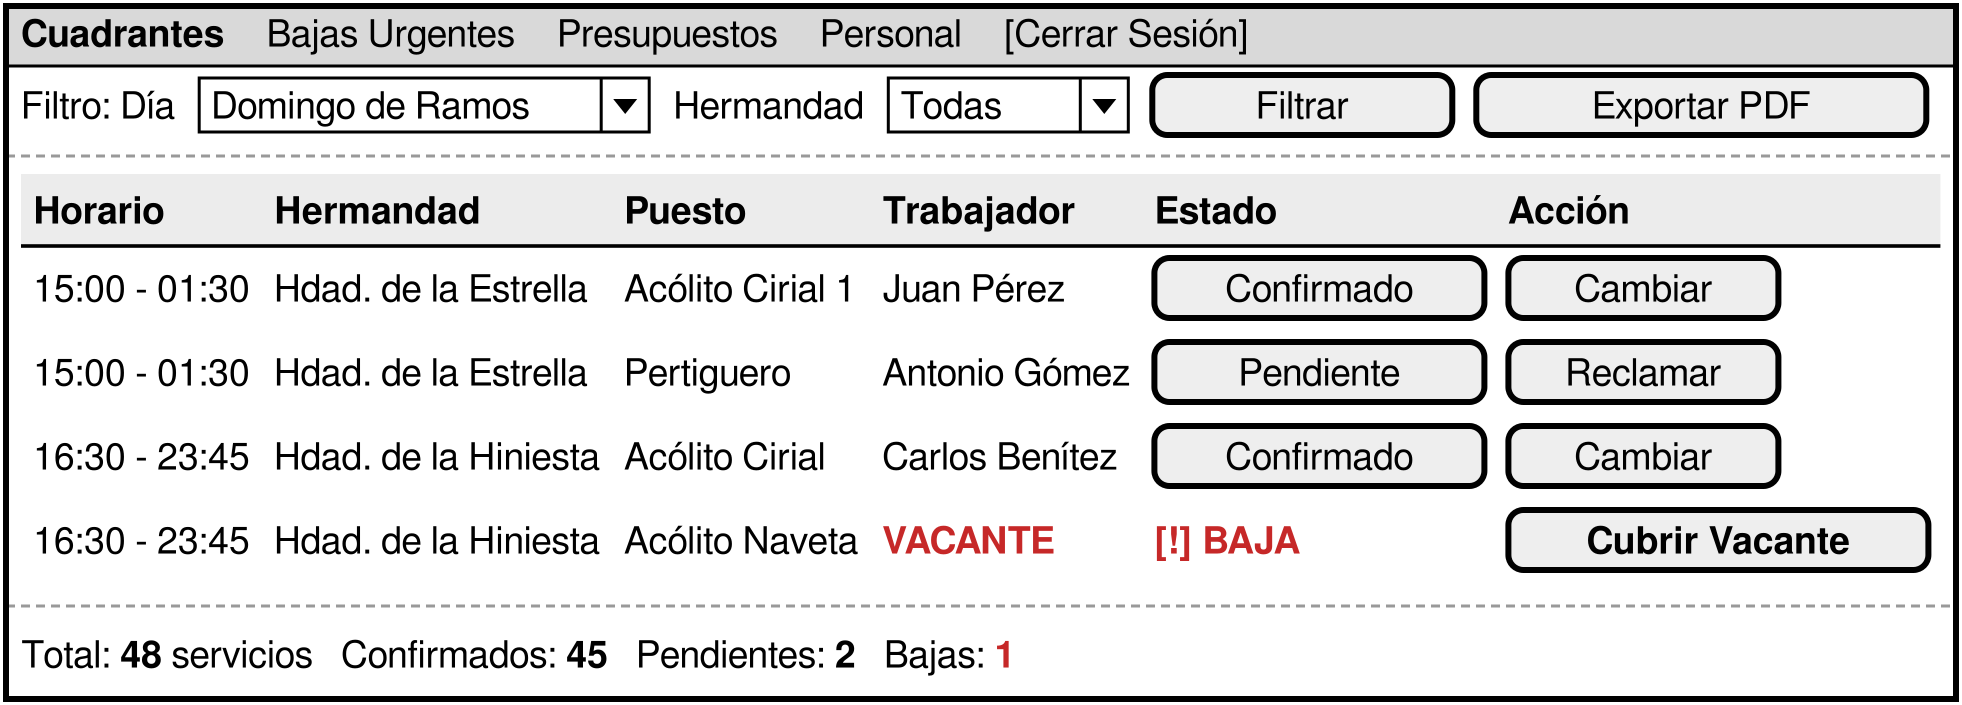 Cuadrantes Bajas Urgentes Presupuestos Personal [Cerrar Sesión]
Filtro: Día Domingo de Ramos Hermandad Todas Filtrar Exportar PDF
Horario Hermandad Puesto Trabajador Estado Acción
15:00 - 01:30 Hdad. de la Estrella Acólito Cirial 1 Juan Pérez Confirmado Cambiar
15:00 - 01:30 Hdad. de la Estrella Pertiguero Antonio Gómez Pendiente Reclamar
16:30 - 23:45 Hdad. de la Hiniesta Acólito Cirial Carlos Benítez Confirmado Cambiar
16:30 - 23:45 Hdad. de la Hiniesta Acólito Naveta VACANTE [!] BAJA Cubrir Vacante
Total: 48 servicios Confirmados: 45 Pendientes: 2 Bajas: 1